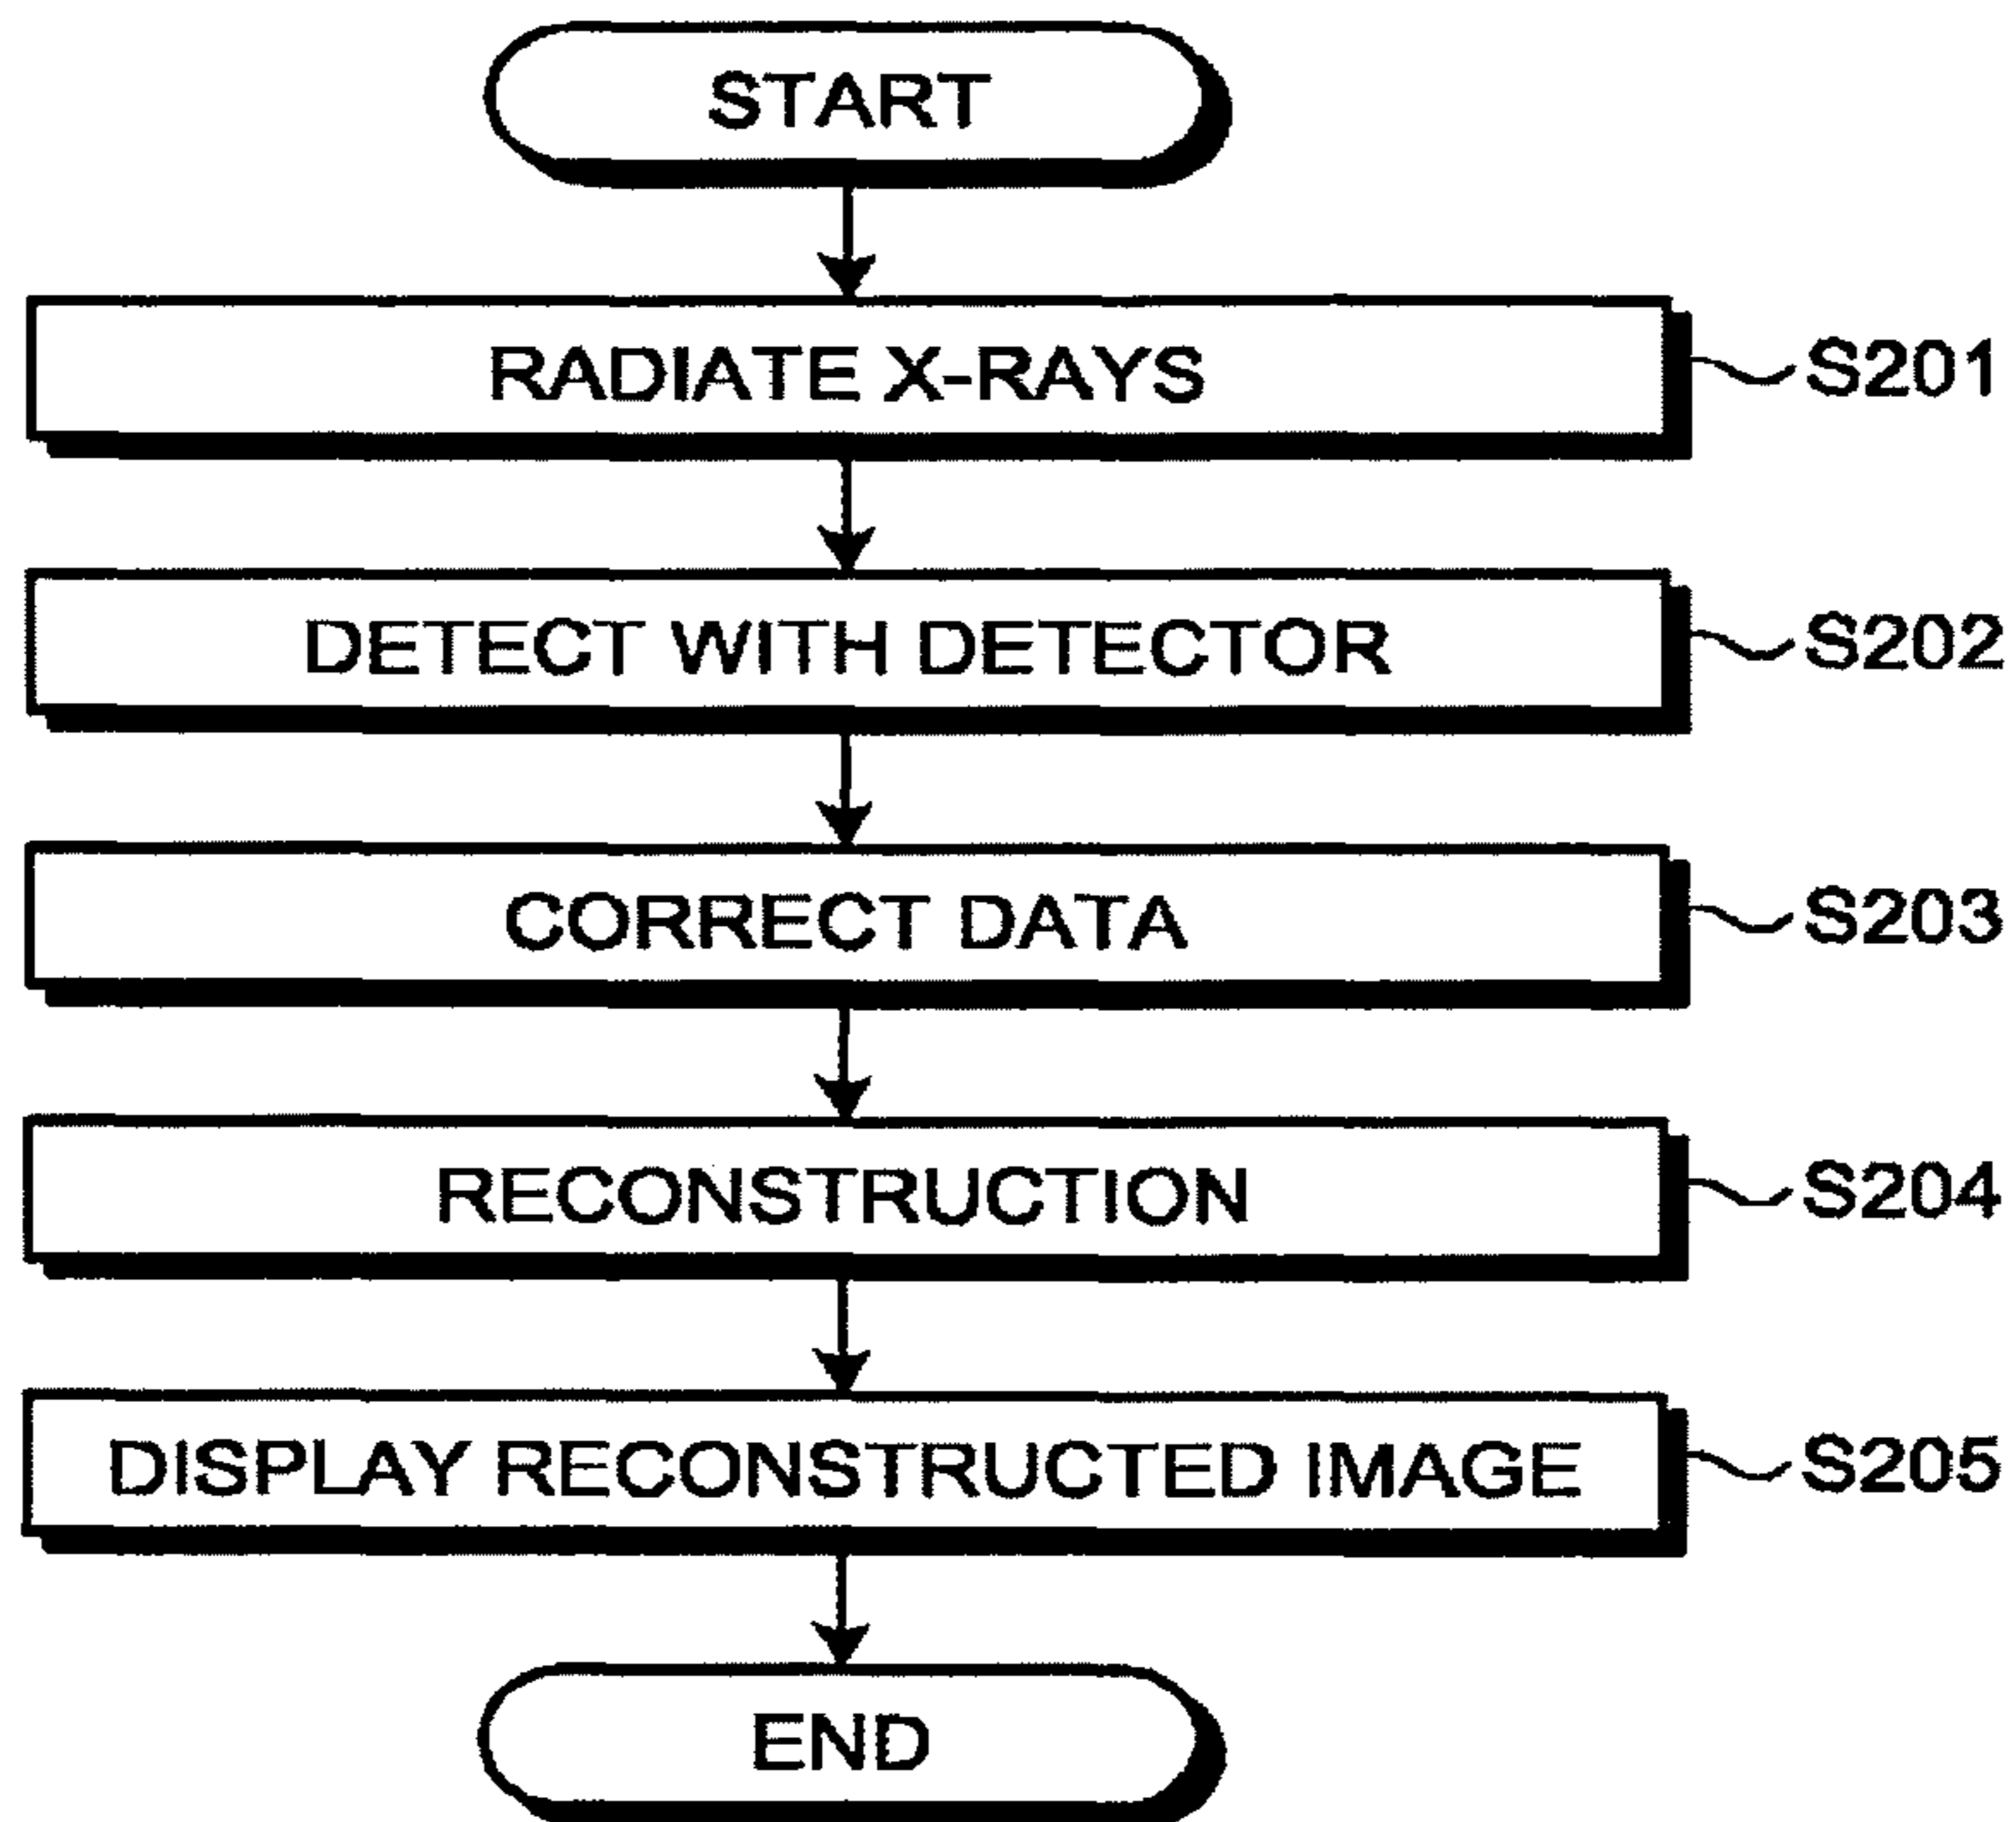 START
RADIATE X-RAYS
S201
DETECT WITH DETECTOR
S202
CORRECT DATA
S203
RECONSTRUCTION
S204
DISPLAY RECONSTRUCTED IMAGE
S205
END